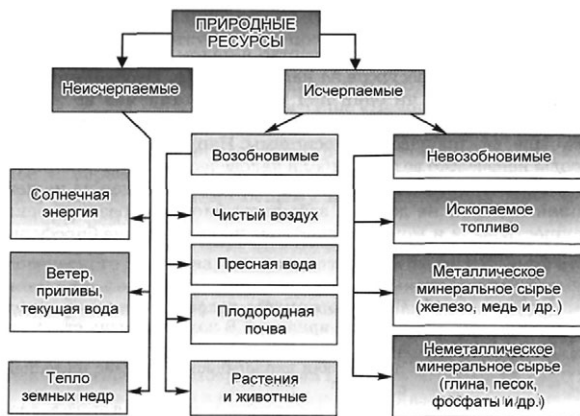 ПРИРОДНЫЕ
РЕСУРСЫ
Неисчерпаемые
Исчерпаемые
Возобновимые
Невозобновимые
Солнечная
энергия
Ветер,
приливы,
текущая вода
Тепло
земных недр
Чистый воздух
Пресная вода
Плодородная
почва
Растения
и животные
Ископаемое
топливо
Металлическое
минеральное сырье
(железо, медь и др.)
Неметаллическое
минеральное сырье
(глина, песок,
фосфаты и др.)